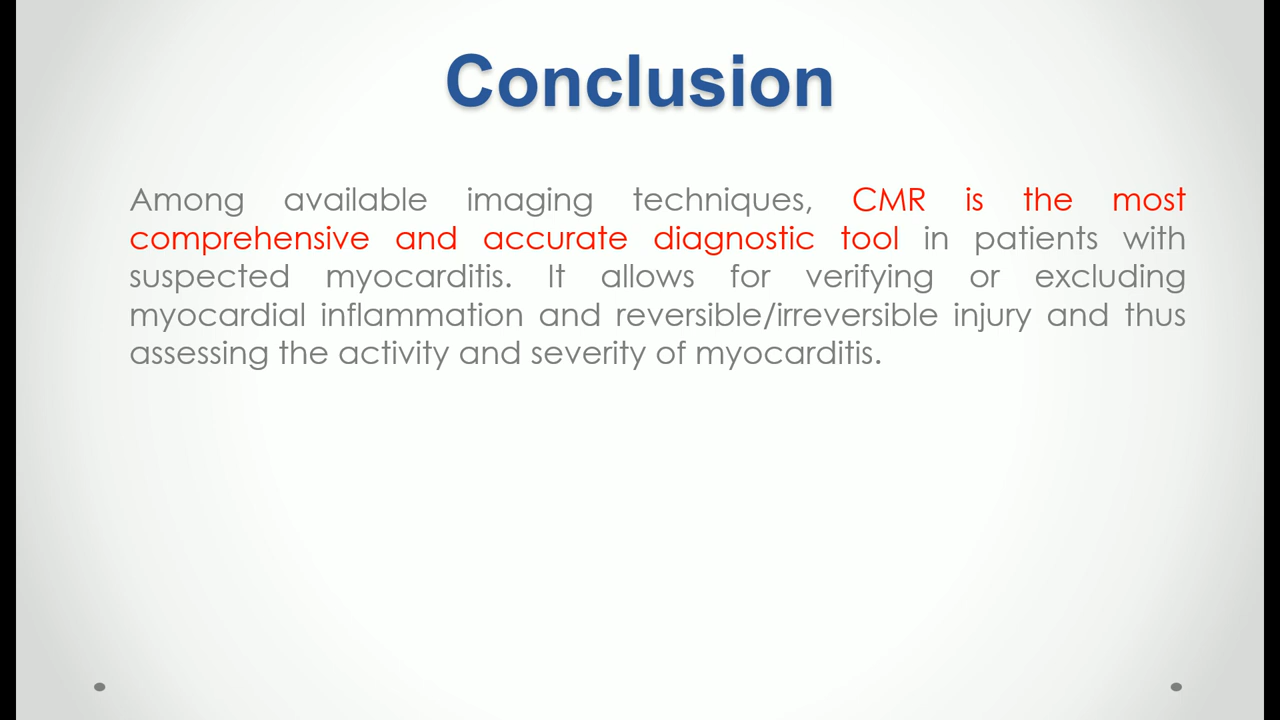 Conclusion
Among available imaging techniques, CMR is the most
comprehensive and accurate diagnostic tool in patients with
suspected myocarditis. It allows for verifying or excluding
myocardial inflammation and reversible/irreversible injury and thus
assessing the activity and severity of myocarditis.